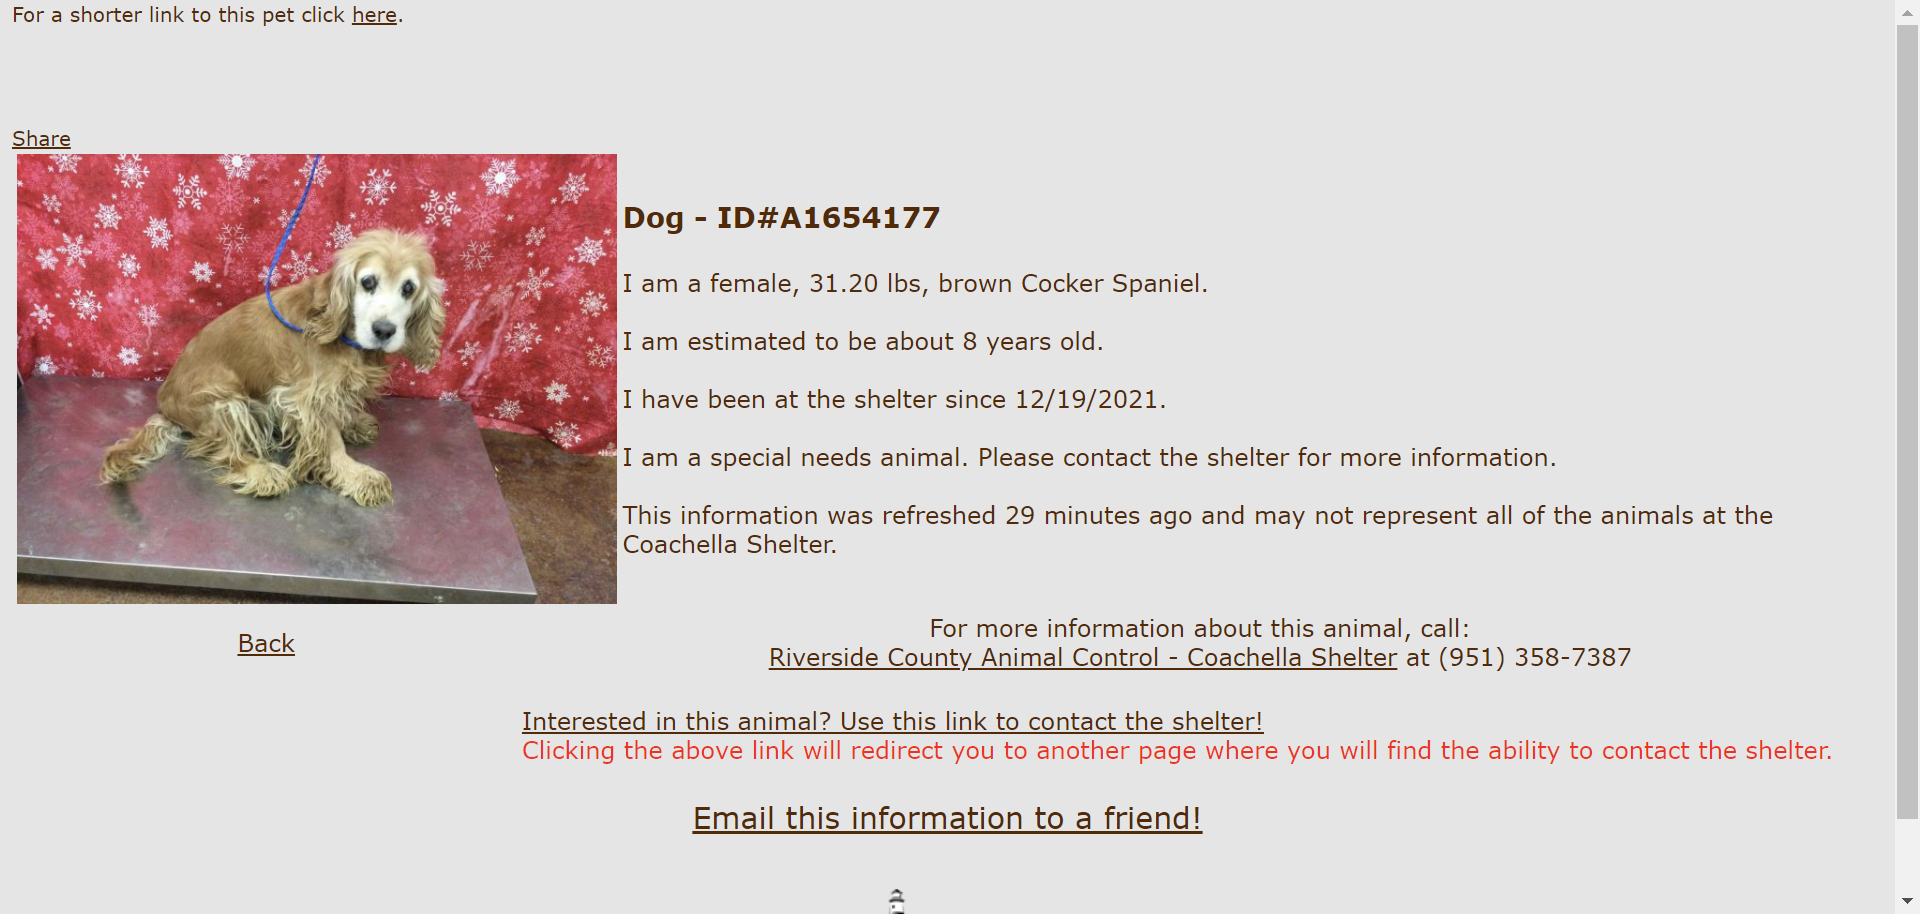 For a shorter link to this pet click here.
Share
Dog - ID#A1654177
I am a female, 31.20 lbs, brown Cocker Spaniel.
I am estimated to be about 8 years old.
I have been at the shelter since 12/19/2021.
I am a special needs animal. Please contact the shelter for more information.
This information was refreshed 29 minutes ago and may not represent all of the animals at the
Coachella Shelter.
Back
For more information about this animal, call:
Riverside County Animal Control - Coachella Shelter at (951) 358-7387
Interested in this animal? Use this link to contact the shelter!
Clicking the above link will redirect you to another page where you will find the ability to contact the shelter.
Email this information to a friend!